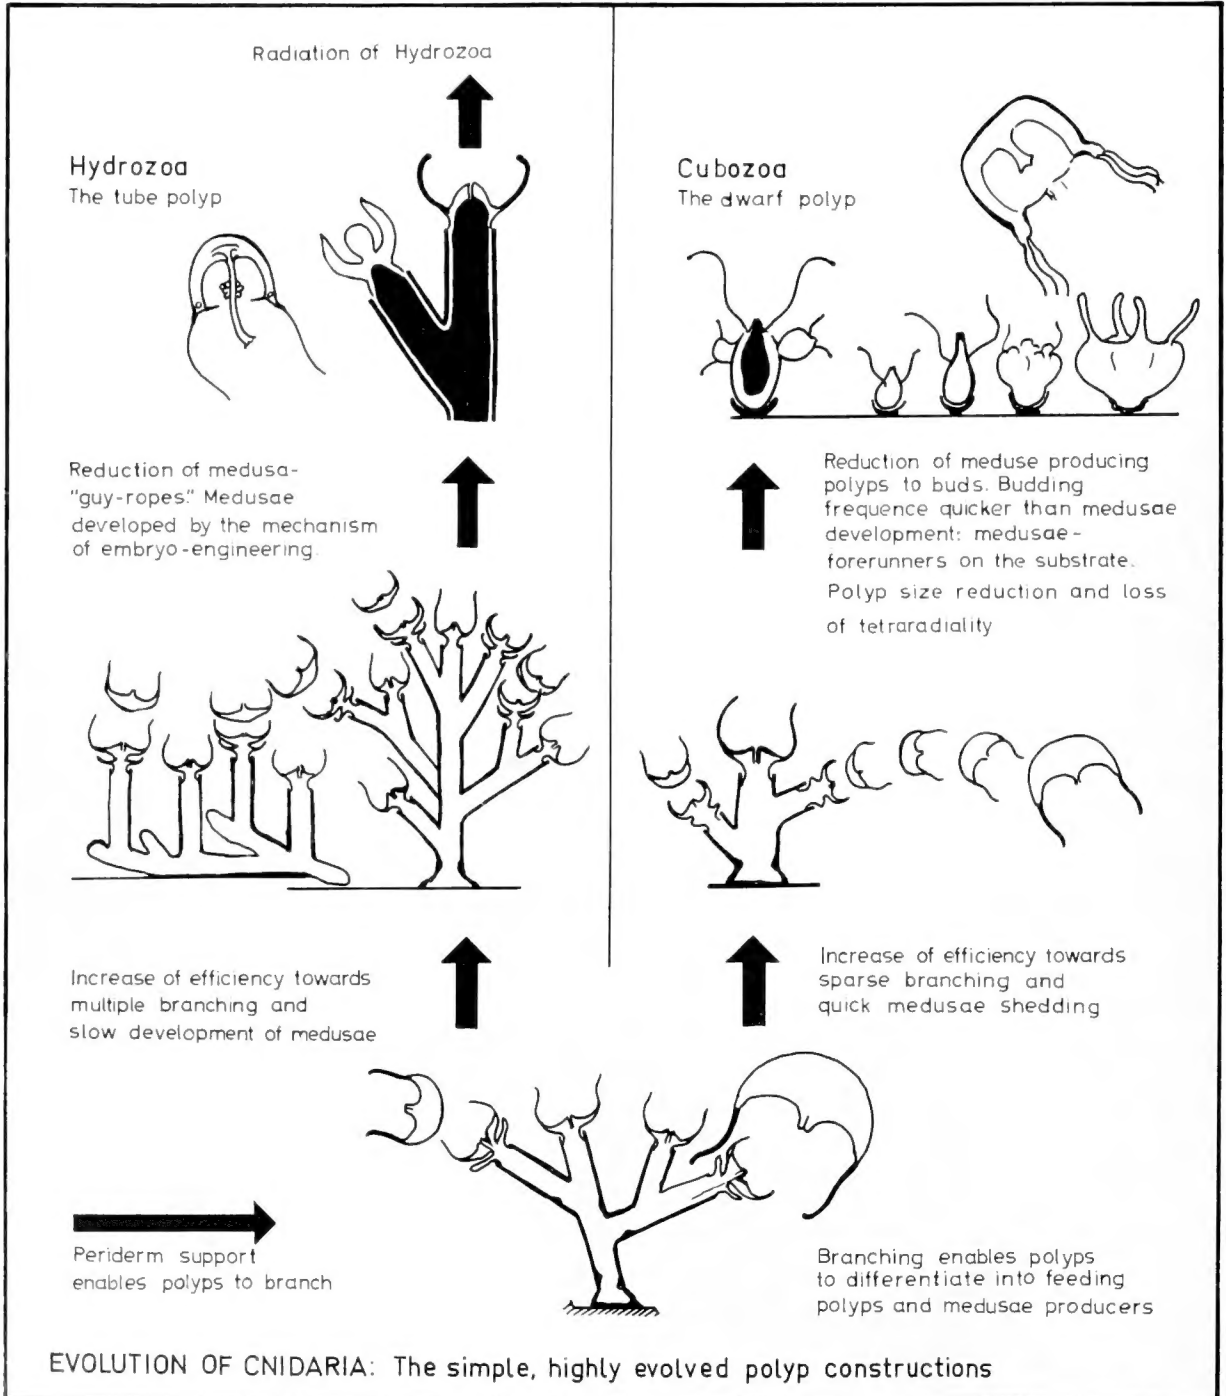 Radiation of Hydrozoa
Hydrozoa
The tube polyp
Reduction of medusa-
"guy-ropes." Medusae
developed by the mechanism
of embryo-engineering.
Increase of efficiency towards
multiple branching and
slow development of medusae
Cubozoa
The dwarf polyp
Reduction of meduse producing
polyps to buds. Budding
frequence quicker than medusae
development: medusae-
forerunners on the substrate.
Polyp size reduction and loss
of tetraradiality
Increase of efficiency towards
sparse branching and
quick medusae shedding
Periderm support
enables polyps to branch
Branching enables polyps
to differentiate into feeding
polyps and medusae producers
EVOLUTION OF CNIDARIA: The simple, highly evolved polyp constructions